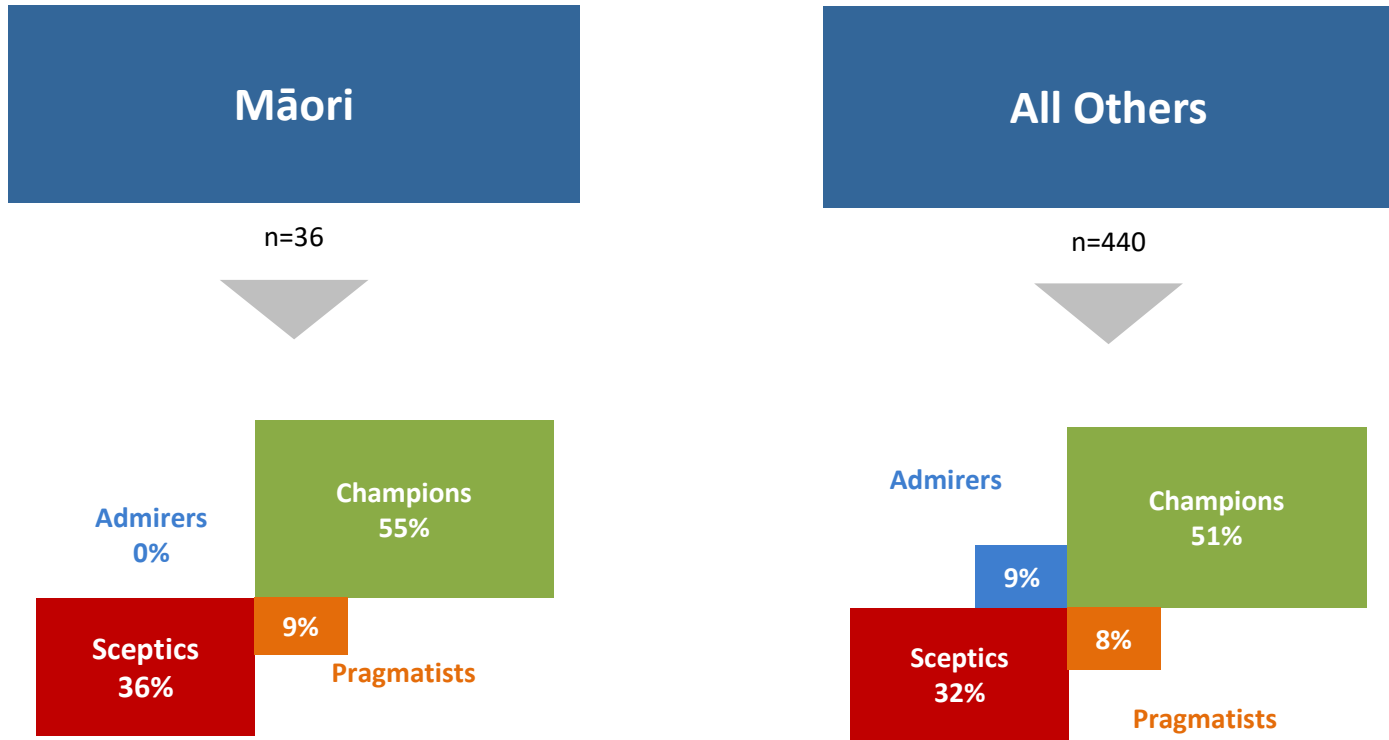 Māori
n=36
Admirers
0%
Champions
55%
Sceptics
36%
9%
Pragmatists
All Others
n=440
Admirers
9%
Champions
51%
Sceptics
32%
8%
Pragmatists